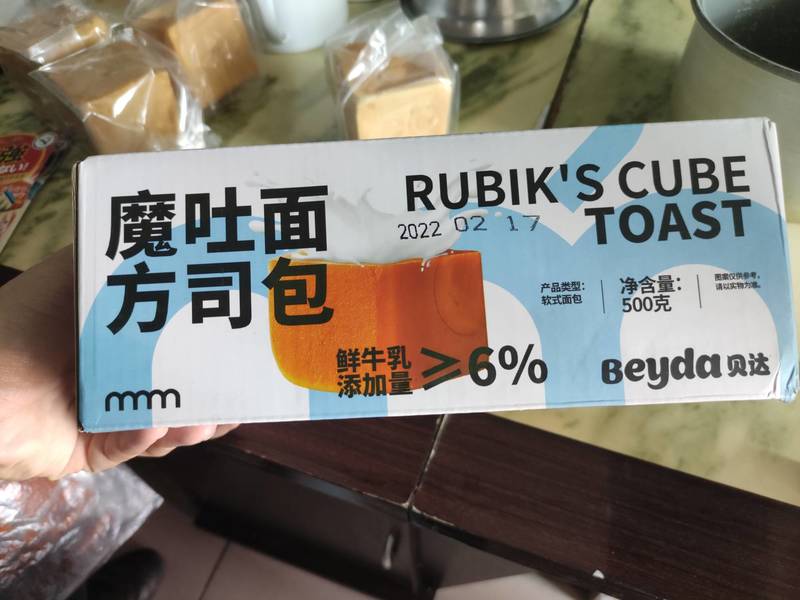 魔吐面
方司包
RUBIK'S CUBE
TOAST
2022 02 17
产品类型：
软式面包
净含量：
500克
图案仅供参考，
请以实物为准。
鲜牛乳
添加量
≥6%
Beyda 贝达
mm